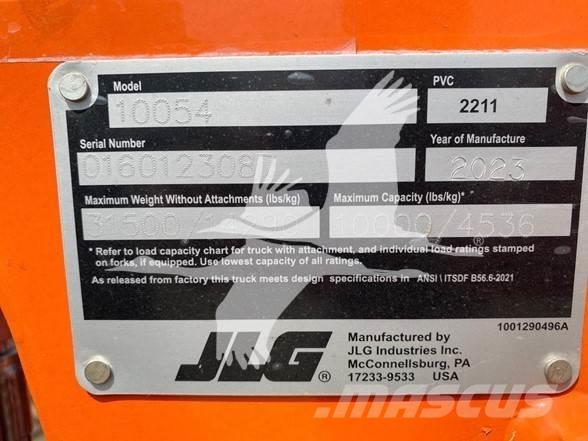 Model
PVC
10054
2211
Serial Number
Year of Manufacture
2023
Maximum Weight Without Attachments (lbs/kg)
Maximum Capacity (lbs/kg)*
31500
10000/4536
* Refer to load capacity chart for truck with attachment, and individual load ratings stamped
on forks, if equipped. Use lowest capacity of all ratings.
As released from factory this truck meets design specifications in ANSI \ ITSDF B56.6-2021
JLG ®
Manufactured by
JLG Industries Inc.
McConnellsburg, PA
17233-9533 USA
1001290496A
®
MASCUS